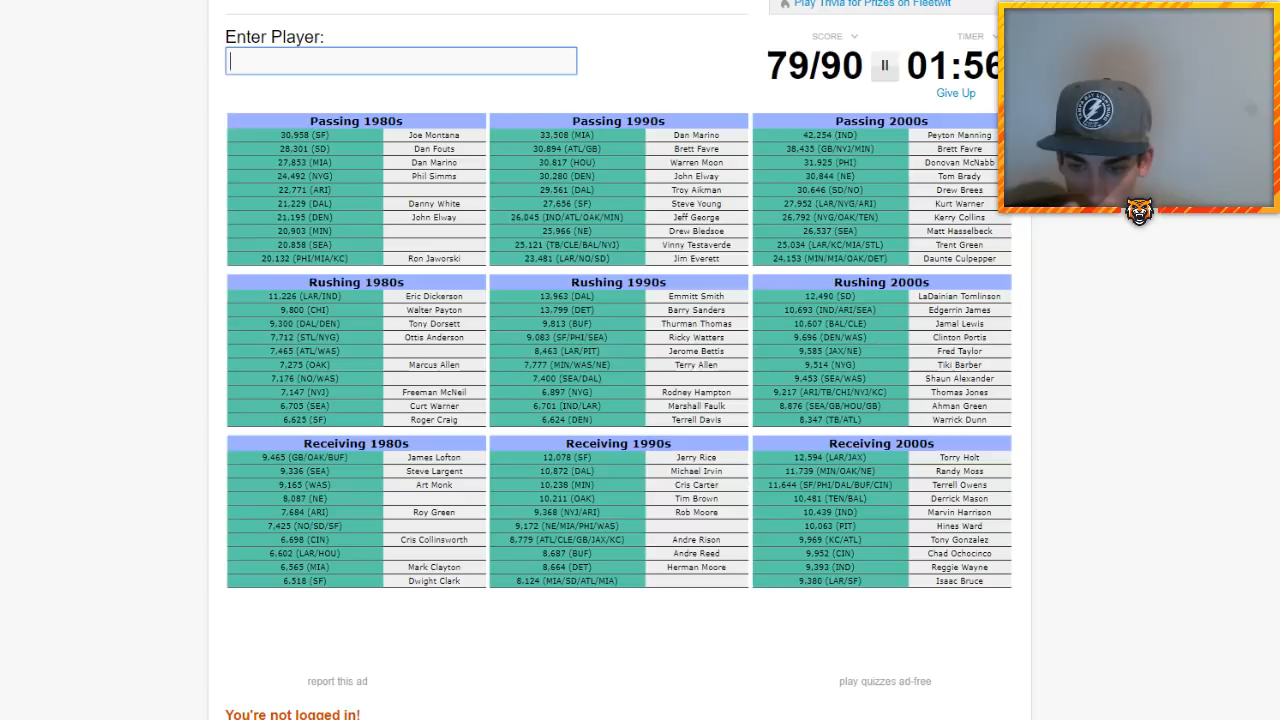 Play Trivia for Prizes on Fleetwit
Enter Player:
SCORE
TIMER
79/90
01:56
Give Up
Passing 1980s
30,958 (SF) Joe Montana
28,301 (SD) Dan Fouts
27,853 (MIA) Dan Marino
24,492 (NYG) Phil Simms
22,771 (ARI)
21,229 (DAL) Danny White
21,195 (DEN) John Elway
20,903 (MIN)
20,858 (SEA)
20,132 (PHI/MIA/KC) Ron Jaworski
Passing 1990s
33,508 (MIA) Dan Marino
30,894 (ATL/GB) Brett Favre
30,817 (HOU) Warren Moon
30,280 (DEN) John Elway
29,561 (DAL) Troy Aikman
27,656 (SF) Steve Young
26,045 (IND/ATL/OAK/MIN) Jeff George
25,966 (NE) Drew Bledsoe
25,121 (TB/CLE/BAL/NYJ) Vinny Testaverde
23,481 (LAR/NO/SD) Jim Everett
Passing 2000s
42,254 (IND) Peyton Manning
38,435 (GB/NYJ/MIN) Brett Favre
31,925 (PHI) Donovan McNabb
30,844 (NE) Tom Brady
30,646 (SD/NO) Drew Brees
27,952 (LAR/NYG/ARI) Kurt Warner
26,792 (NYG/OAK/TEN) Kerry Collins
26,537 (SEA) Matt Hasselbeck
25,034 (LAR/KC/MIA/STL) Trent Green
24,153 (MIN/MIA/OAK/DET) Daunte Culpepper
Rushing 1980s
11,226 (LAR/IND) Eric Dickerson
9,800 (CHI) Walter Payton
9,300 (DAL/DEN) Tony Dorsett
7,712 (STL/NYG) Ottis Anderson
7,465 (ATL/WAS)
7,275 (OAK) Marcus Allen
7,176 (NO/WAS)
7,147 (NYJ) Freeman McNeil
6,705 (SEA) Curt Warner
6,625 (SF) Roger Craig
Rushing 1990s
13,963 (DAL) Emmitt Smith
13,799 (DET) Barry Sanders
9,813 (BUF) Thurman Thomas
9,083 (SF/PHI/SEA) Ricky Watters
8,463 (LAR/PIT) Jerome Bettis
7,777 (MIN/WAS/NE) Terry Allen
7,400 (SEA/DAL)
6,897 (NYG) Rodney Hampton
6,701 (IND/LAR) Marshall Faulk
6,624 (DEN) Terrell Davis
Rushing 2000s
12,490 (SD) LaDainian Tomlinson
10,693 (IND/ARI/SEA) Edgerrin James
10,607 (BAL/CLE) Jamal Lewis
9,696 (DEN/WAS) Clinton Portis
9,585 (JAX/NE) Fred Taylor
9,514 (NYG) Tiki Barber
9,453 (SEA/WAS) Shaun Alexander
9,217 (ARI/TB/CHI/NYJ/KC) Thomas Jones
8,876 (SEA/GB/HOU/GB) Ahman Green
8,347 (TB/ATL) Warrick Dunn
Receiving 1980s
9,465 (GB/OAK/BUF) James Lofton
9,336 (SEA) Steve Largent
9,165 (WAS) Art Monk
8,087 (NE)
7,684 (ARI) Roy Green
7,425 (NO/SD/SF)
6,698 (CIN) Cris Collinsworth
6,602 (LAR/HOU)
6,565 (MIA) Mark Clayton
6,518 (SF) Dwight Clark
Receiving 1990s
12,078 (SF) Jerry Rice
10,872 (DAL) Michael Irvin
10,238 (MIN) Cris Carter
10,211 (OAK) Tim Brown
9,368 (NYJ/ARI) Rob Moore
9,172 (NE/MIA/PHI/WAS)
8,779 (ATL/CLE/GB/JAX/KC) Andre Rison
8,687 (BUF) Andre Reed
8,664 (DET) Herman Moore
8,124 (MIA/SD/ATL/MIA)
Receiving 2000s
12,594 (LAR/JAX) Torry Holt
11,739 (MIN/OAK/NE) Randy Moss
11,644 (SF/PHI/DAL/BUF/CIN) Terrell Owens
10,481 (TEN/BAL) Derrick Mason
10,439 (IND) Marvin Harrison
10,063 (PIT) Hines Ward
9,969 (KC/ATL) Tony Gonzalez
9,952 (CIN) Chad Ochocinco
9,393 (IND) Reggie Wayne
9,380 (LAR/SF) Isaac Bruce
report this ad
play quizzes ad-free
You're not logged in!